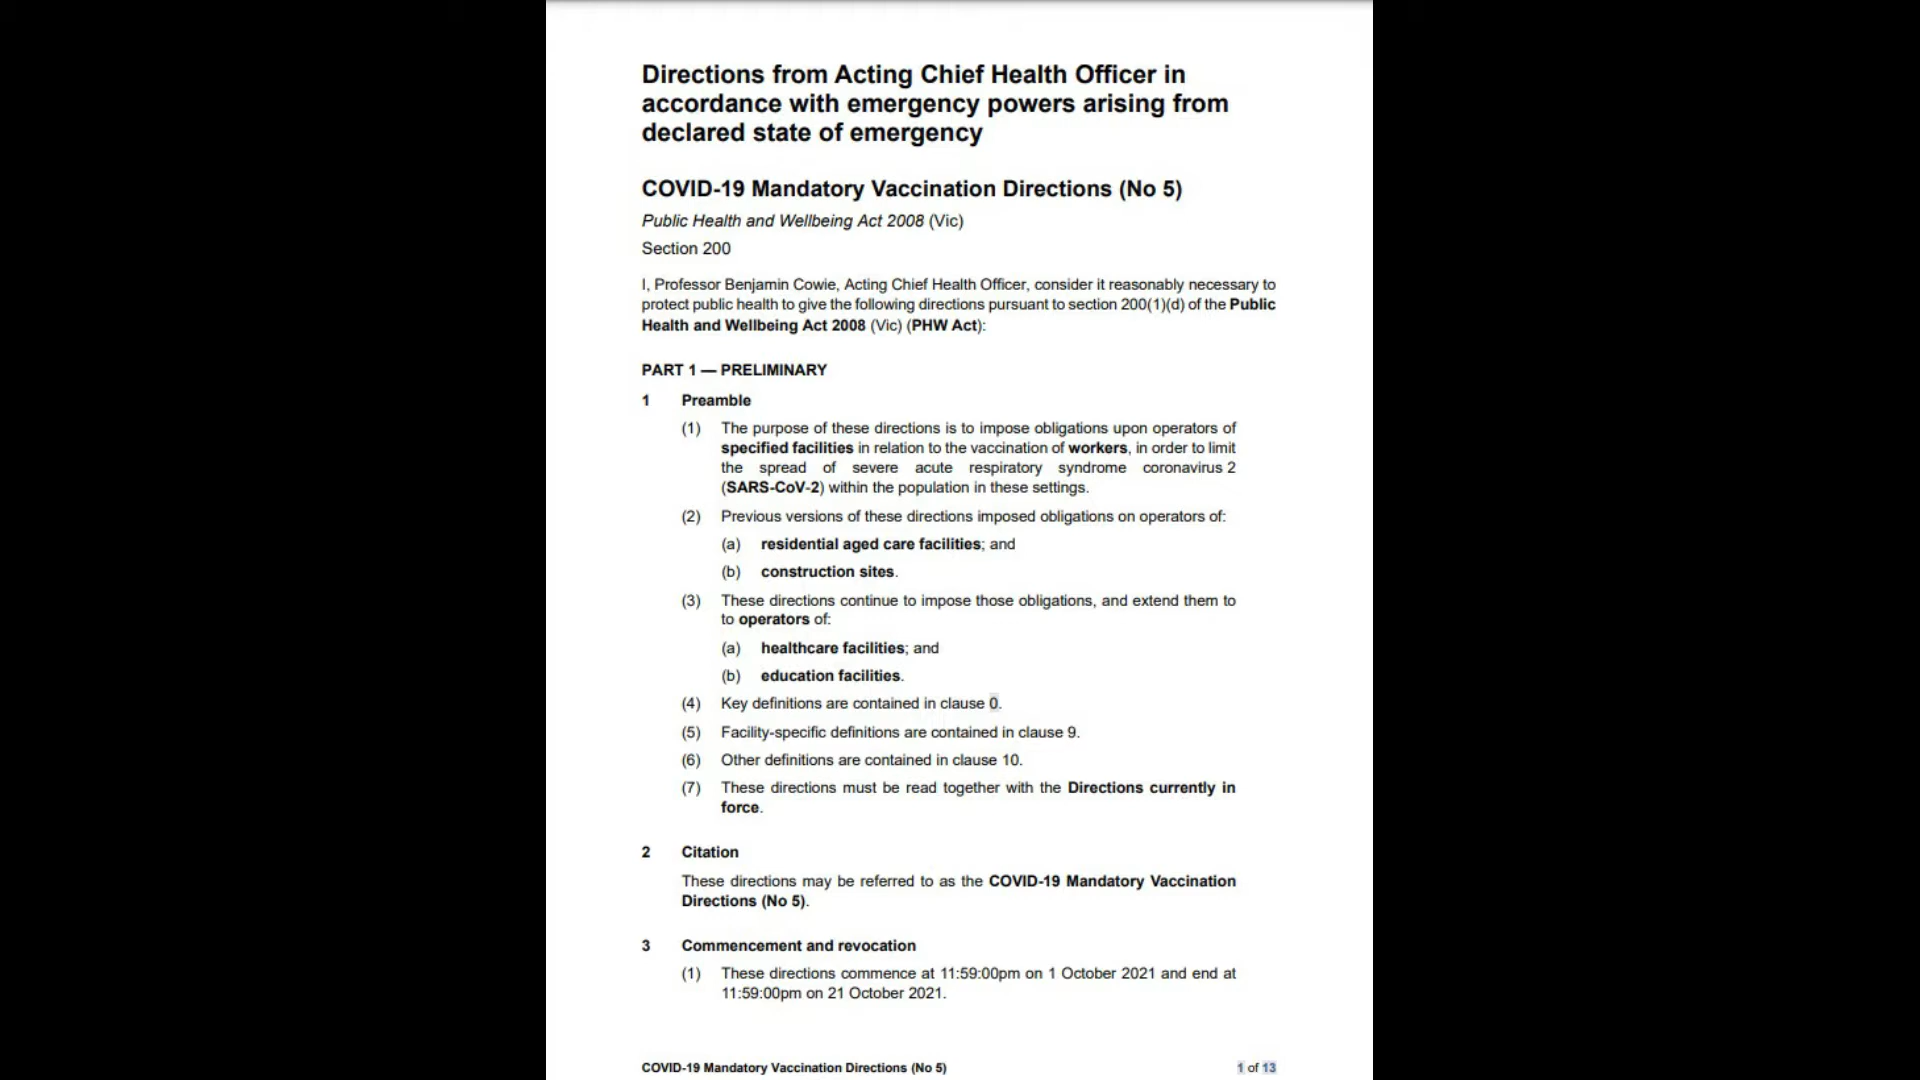 Directions from Acting Chief Health Officer in
accordance with emergency powers arising from
declared state of emergency
COVID-19 Mandatory Vaccination Directions (No 5)
Public Health and Wellbeing Act 2008 (Vic)
Section 200
I, Professor Benjamin Cowie, Acting Chief Health Officer, consider it reasonably necessary to
protect public health to give the following directions pursuant to section 200(1)(d) of the Public
Health and Wellbeing Act 2008 (Vic) (PHW Act):
PART 1 — PRELIMINARY
1 Preamble
(1) The purpose of these directions is to impose obligations upon operators of
specified facilities in relation to the vaccination of workers, in order to limit
the spread of severe acute respiratory syndrome coronavirus 2
(SARS-CoV-2) within the population in these settings.
(2) Previous versions of these directions imposed obligations on operators of:
(a) residential aged care facilities; and
(b) construction sites.
(3) These directions continue to impose those obligations, and extend them to
to operators of:
(a) healthcare facilities; and
(b) education facilities.
(4) Key definitions are contained in clause 0.
(5) Facility-specific definitions are contained in clause 9.
(6) Other definitions are contained in clause 10.
(7) These directions must be read together with the Directions currently in
force.
2 Citation
These directions may be referred to as the COVID-19 Mandatory Vaccination
Directions (No 5).
3 Commencement and revocation
(1) These directions commence at 11:59:00pm on 1 October 2021 and end at
11:59:00pm on 21 October 2021.
COVID-19 Mandatory Vaccination Directions (No 5) 1 of 13